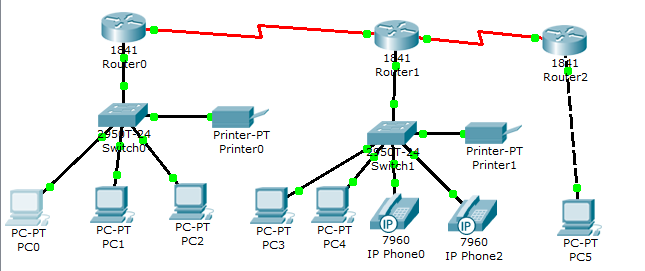 1841
Router0
1841
Router1
1841
Router2
2950T-24
Switch0
Printer-PT
Printer0
2950T-24
Switch1
Printer-PT
Printer1
PC-PT
PC0
PC-PT
PC1
PC-PT
PC2
PC-PT
PC3
PC-PT
PC4
IP
7960
IP Phone0
IP
7960
IP Phone2
PC-PT
PC5